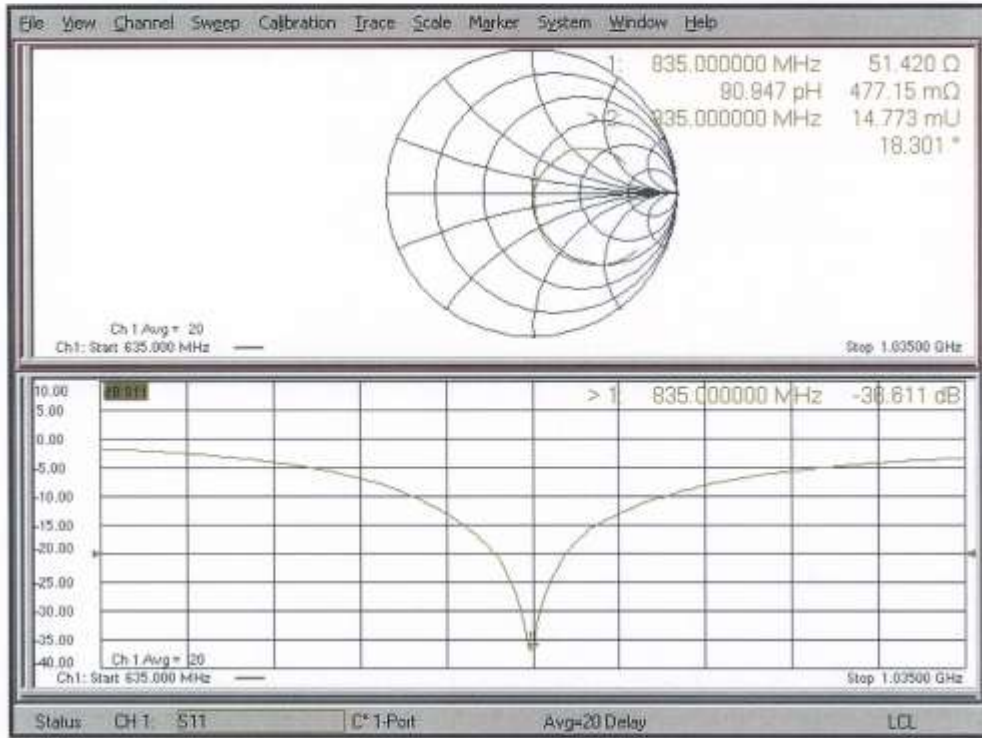 File View Channel Sweep Calibration Trace Scale Marker System Window Help
1: 835.000000 MHz 51.420 Ω
90.947 pH 477.15 mΩ
> 2: 835.000000 MHz 14.773 mU
18.301 °
Ch 1 Avg = 20
Ch1: Start 635.000 MHz
Stop 1.03500 GHz
10.00
> 1: 835.000000 MHz -36.611 dB
5.00
0.00
-5.00
-10.00
-15.00
-20.00
-25.00
-30.00
-35.00
-40.00
Ch 1 Avg = 20
Ch1: Start 635.000 MHz
Stop 1.03500 GHz
Status CH 1: S11 C* 1-Port Avg=20 Delay LCL